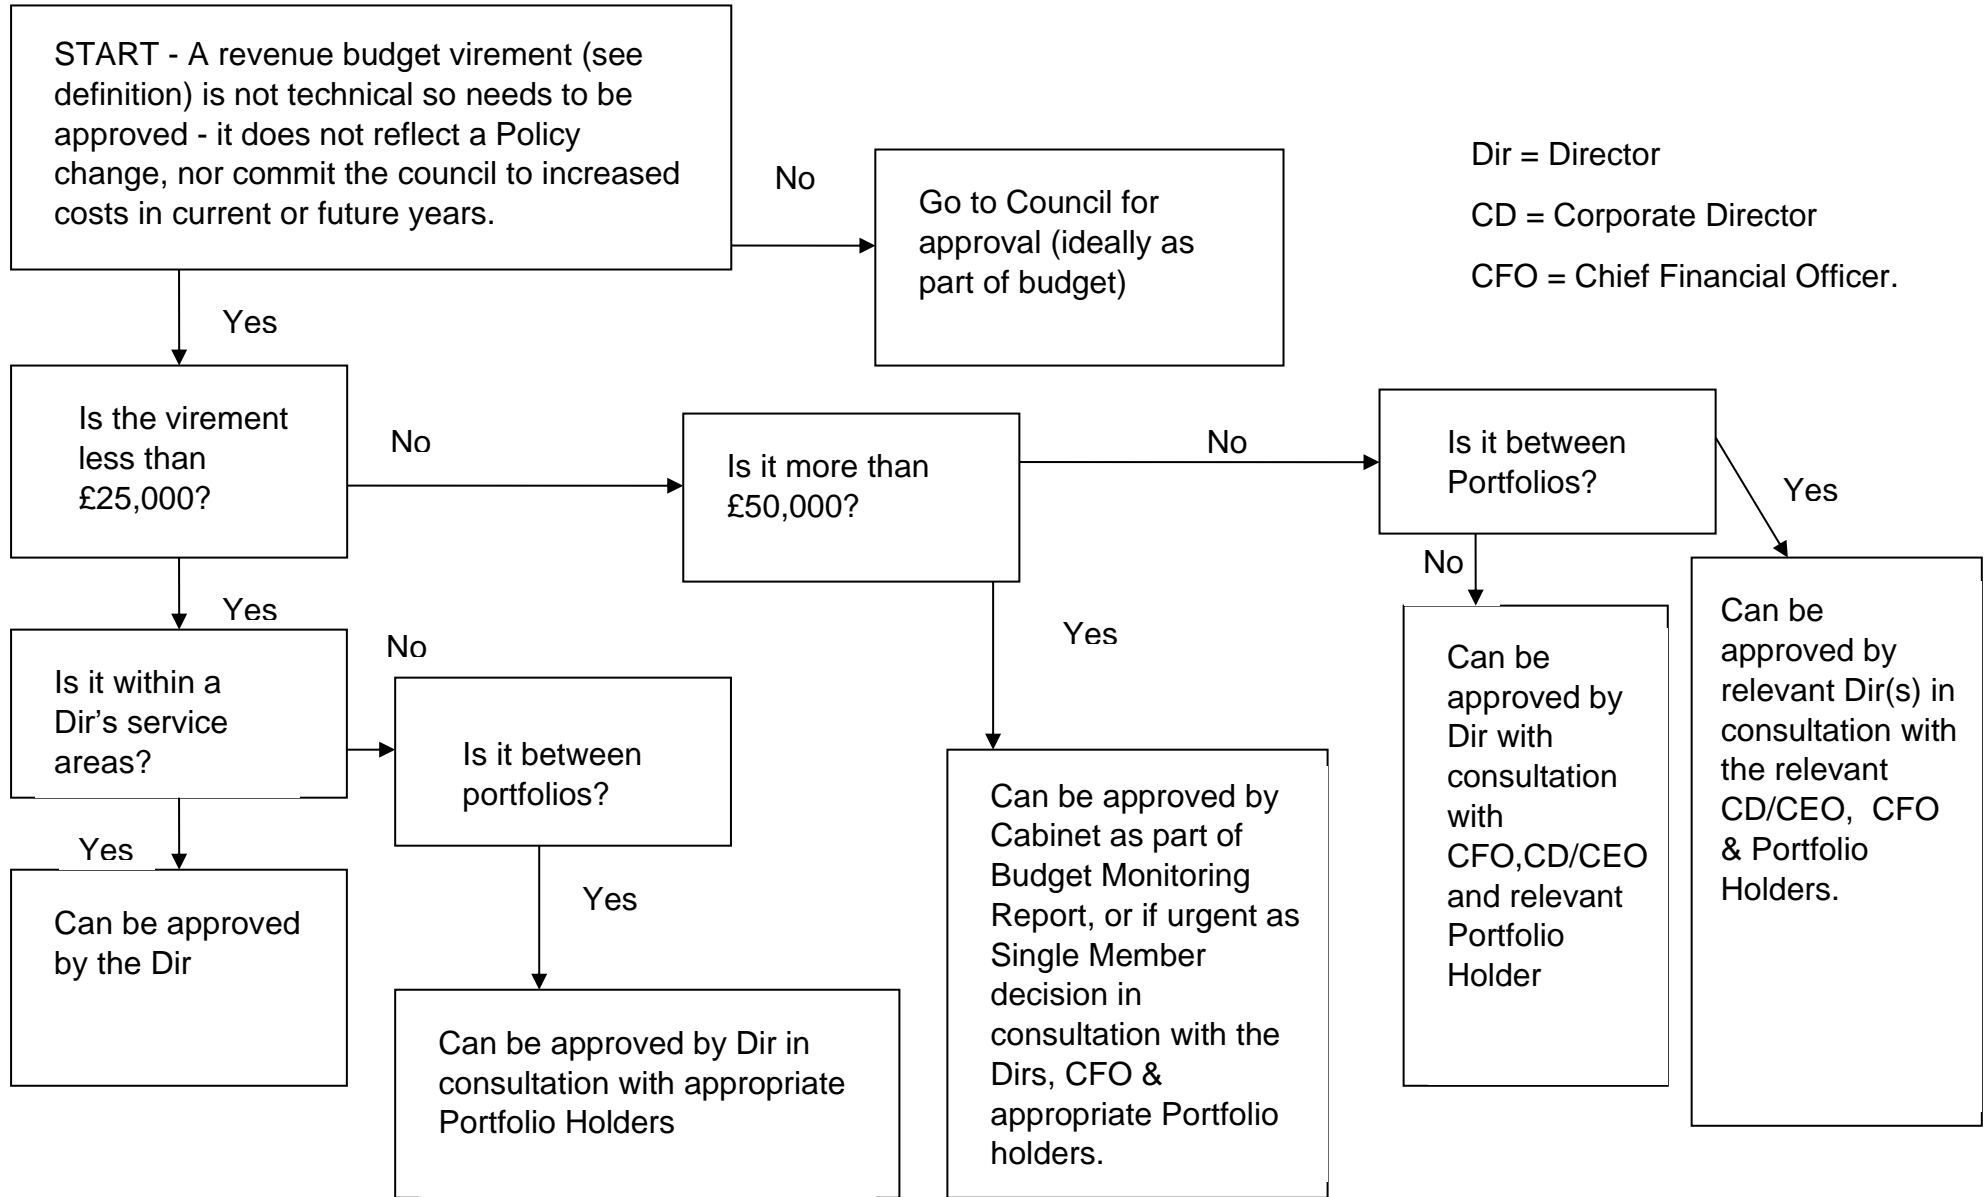 START - A revenue budget virement (see
definition) is not technical so needs to be
approved - it does not reflect a Policy
change, nor commit the council to increased
costs in current or future years.
No
Go to Council for
approval (ideally as
part of budget)
Dir = Director
CD = Corporate Director
CFO = Chief Financial Officer.
Yes
Is the virement
less than
£25,000?
No
Is it more than
£50,000?
No
Is it between
Portfolios?
Yes
No
Yes
Is it within a
Dir's service
areas?
No
Is it between
portfolios?
Yes
Can be approved by
Cabinet as part of
Budget Monitoring
Report, or if urgent as
Single Member
decision in
consultation with the
Dirs, CFO &
appropriate Portfolio
holders.
Can be
approved by
Dir with
consultation
with
CFO,CD/CEO
and relevant
Portfolio
Holder
Can be
approved by
relevant Dir(s) in
consultation with
the relevant
CD/CEO, CFO
& Portfolio
Holders.
Yes
Can be approved
by the Dir
Yes
Can be approved by Dir in
consultation with appropriate
Portfolio Holders